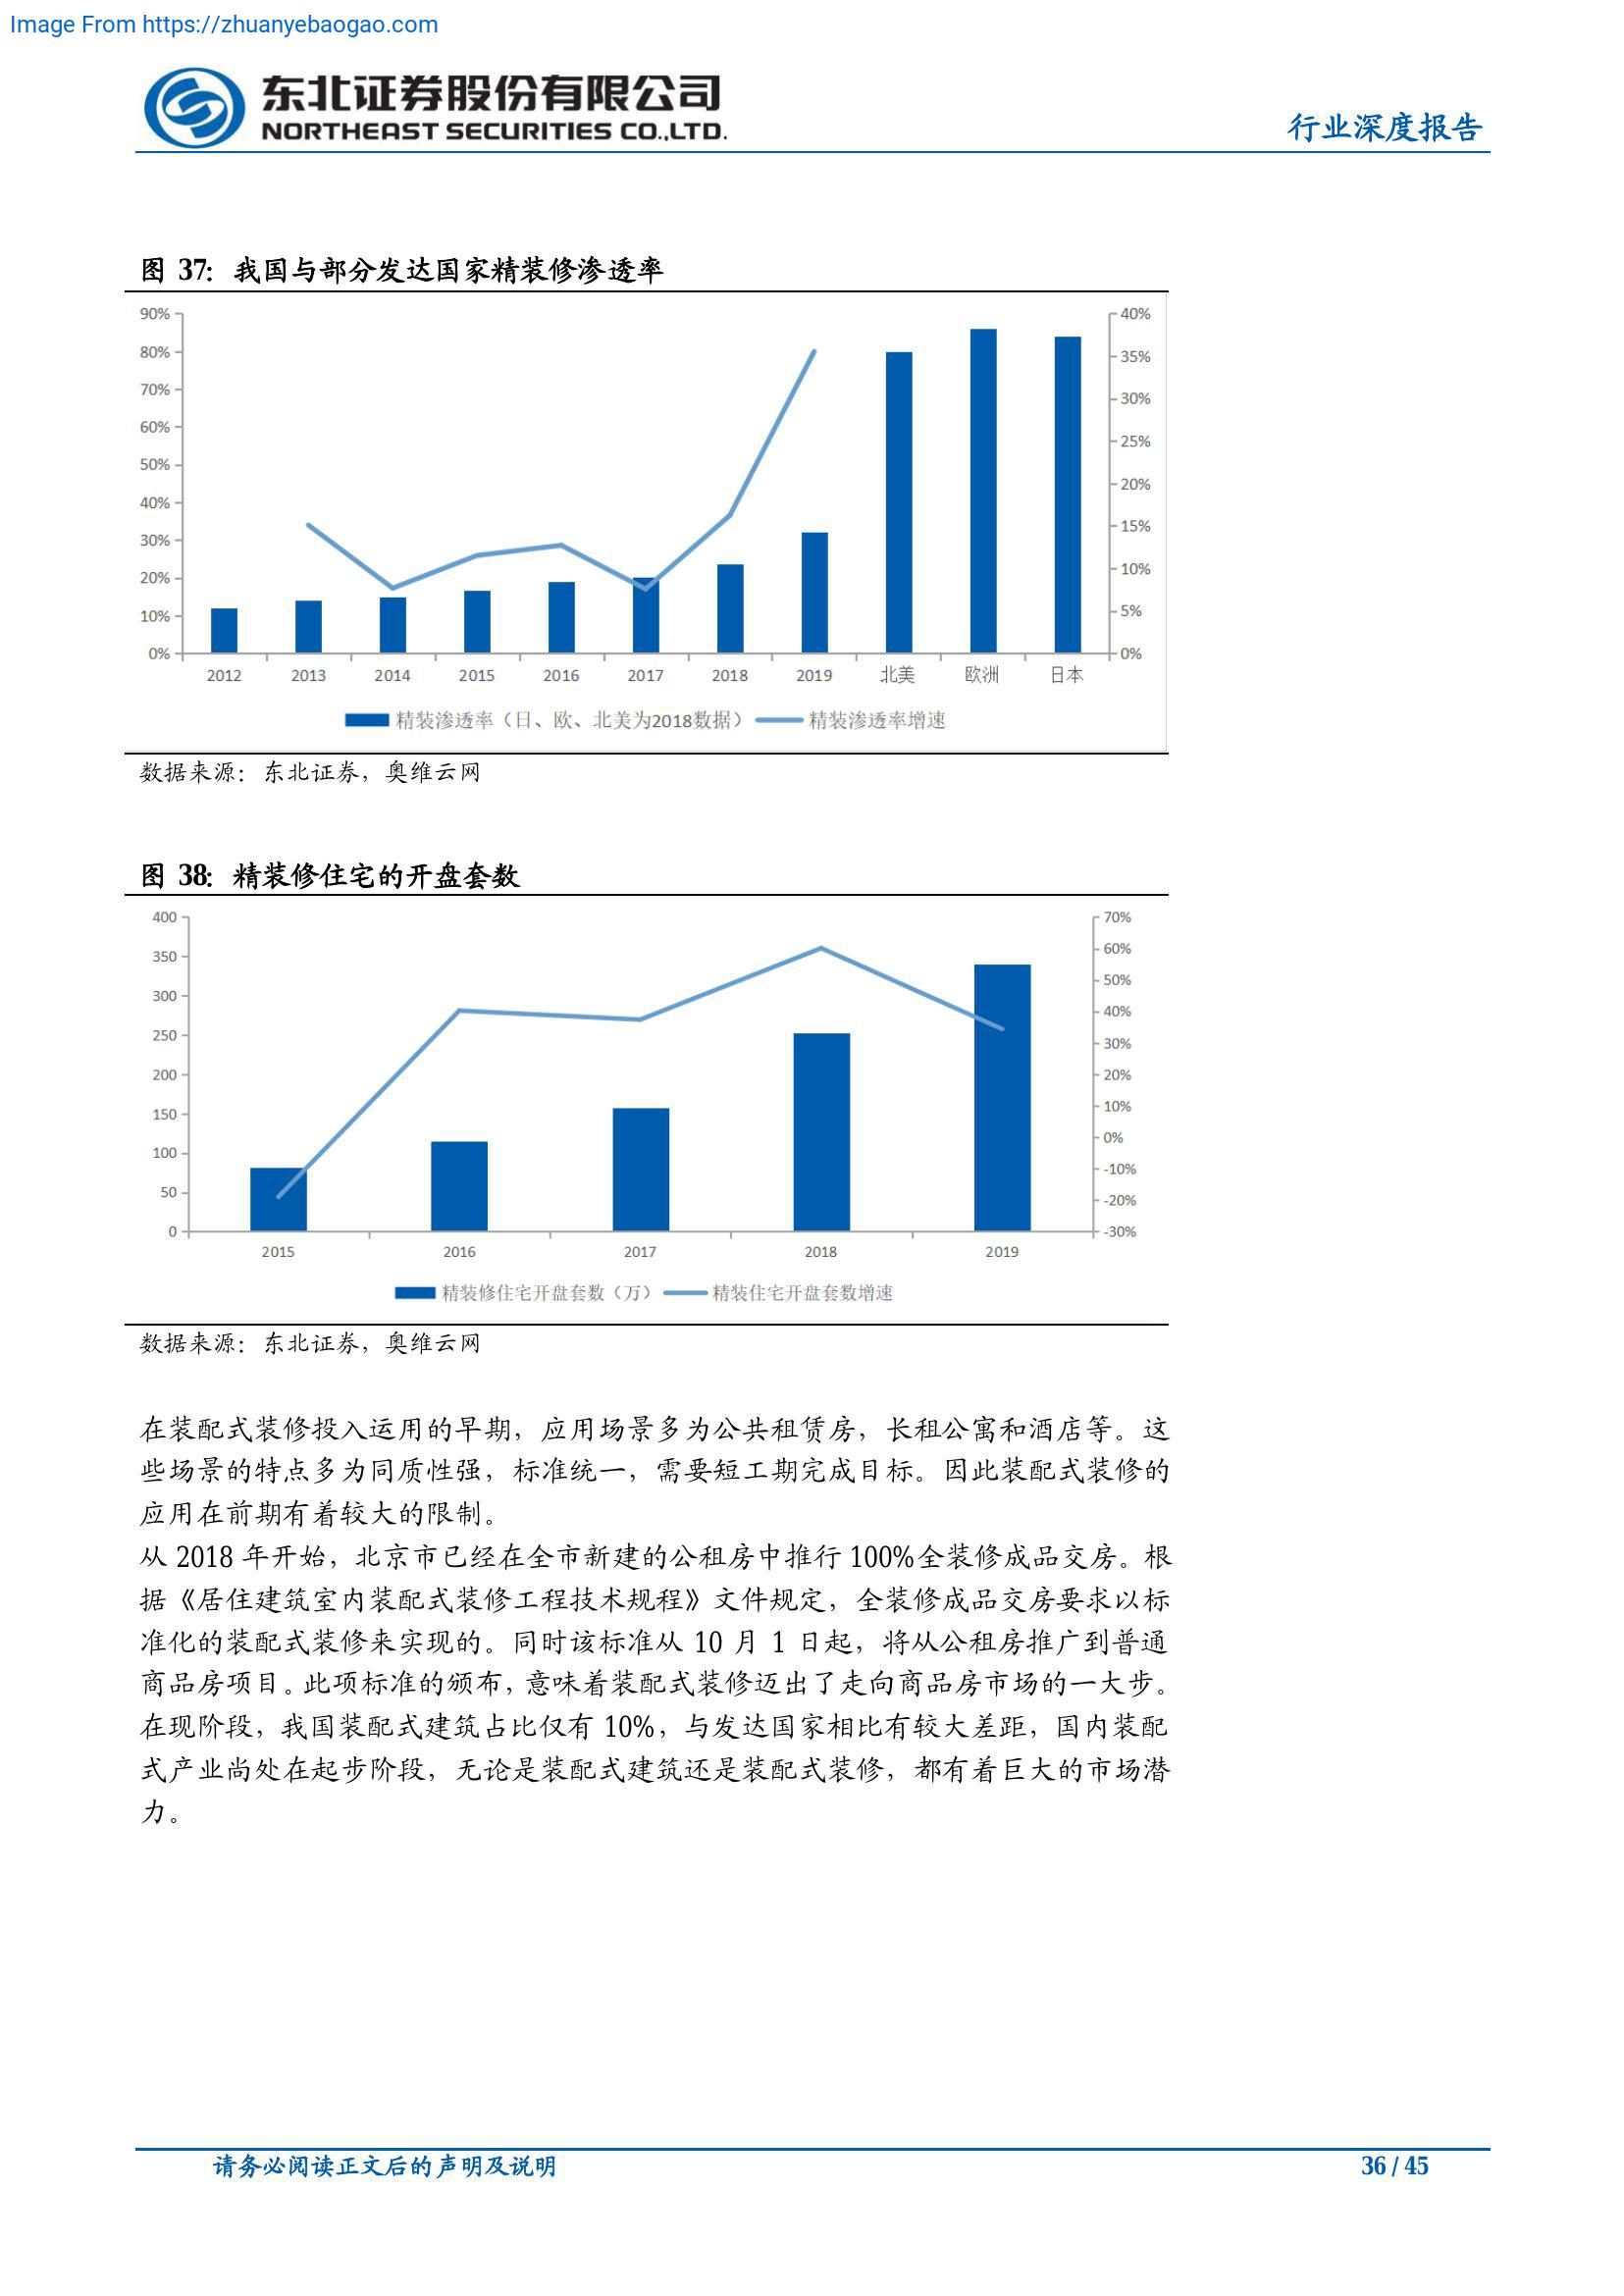 Image From https://zhuanyebaogao.com
东北证券股份有限公司
NORTHEAST SECURITIES CO.,LTD.
行业深度报告
图 37：我国与部分发达国家精装修渗透率
90%
80%
70%
60%
50%
40%
30%
20%
10%
0%
40%
35%
30%
25%
20%
15%
10%
5%
0%
2012 2013 2014 2015 2016 2017 2018 2019 北美 欧洲 日本
精装渗透率（日、欧、北美为2018数据） 精装渗透率增速
数据来源：东北证券，奥维云网
图 38：精装修住宅的开盘套数
400
350
300
250
200
150
100
50
0
70%
60%
50%
40%
30%
20%
10%
0%
-10%
-20%
-30%
2015 2016 2017 2018 2019
精装修住宅开盘套数（万） 精装住宅开盘套数增速
数据来源：东北证券，奥维云网
在装配式装修投入运用的早期，应用场景多为公共租赁房，长租公寓和酒店等。这
些场景的特点多为同质性强，标准统一，需要短工期完成目标。因此装配式装修的
应用在前期有着较大的限制。
从 2018 年开始，北京市已经在全市新建的公租房中推行 100%全装修成品交房。根
据《居住建筑室内装配式装修工程技术规程》文件规定，全装修成品交房要求以标
准化的装配式装修来实现的。同时该标准从 10 月 1 日起，将从公租房推广到普通
商品房项目。此项标准的颁布，意味着装配式装修迈出了走向商品房市场的一大步。
在现阶段，我国装配式建筑占比仅有 10%，与发达国家相比有较大差距，国内装配
式产业尚处在起步阶段，无论是装配式建筑还是装配式装修，都有着巨大的市场潜
力。
请务必阅读正文后的声明及说明
36 / 45